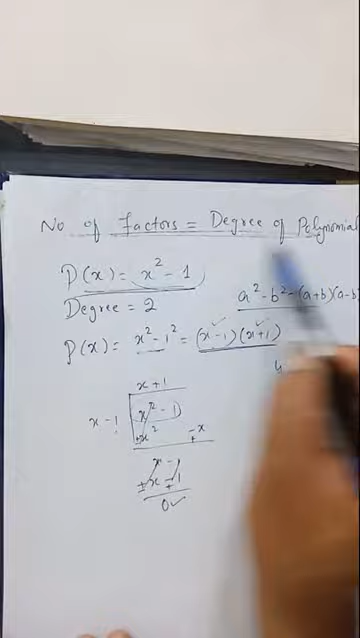 No of Factors = Degree of Polynomial
P(x) = x² - 1
Degree = 2
a² - b² = (a+b)(a-b
P(x) = x² - 1² = (x-1)(x+1)
x+1
x-1 x² - 1
±x² - x
x - 1
±x 1
0